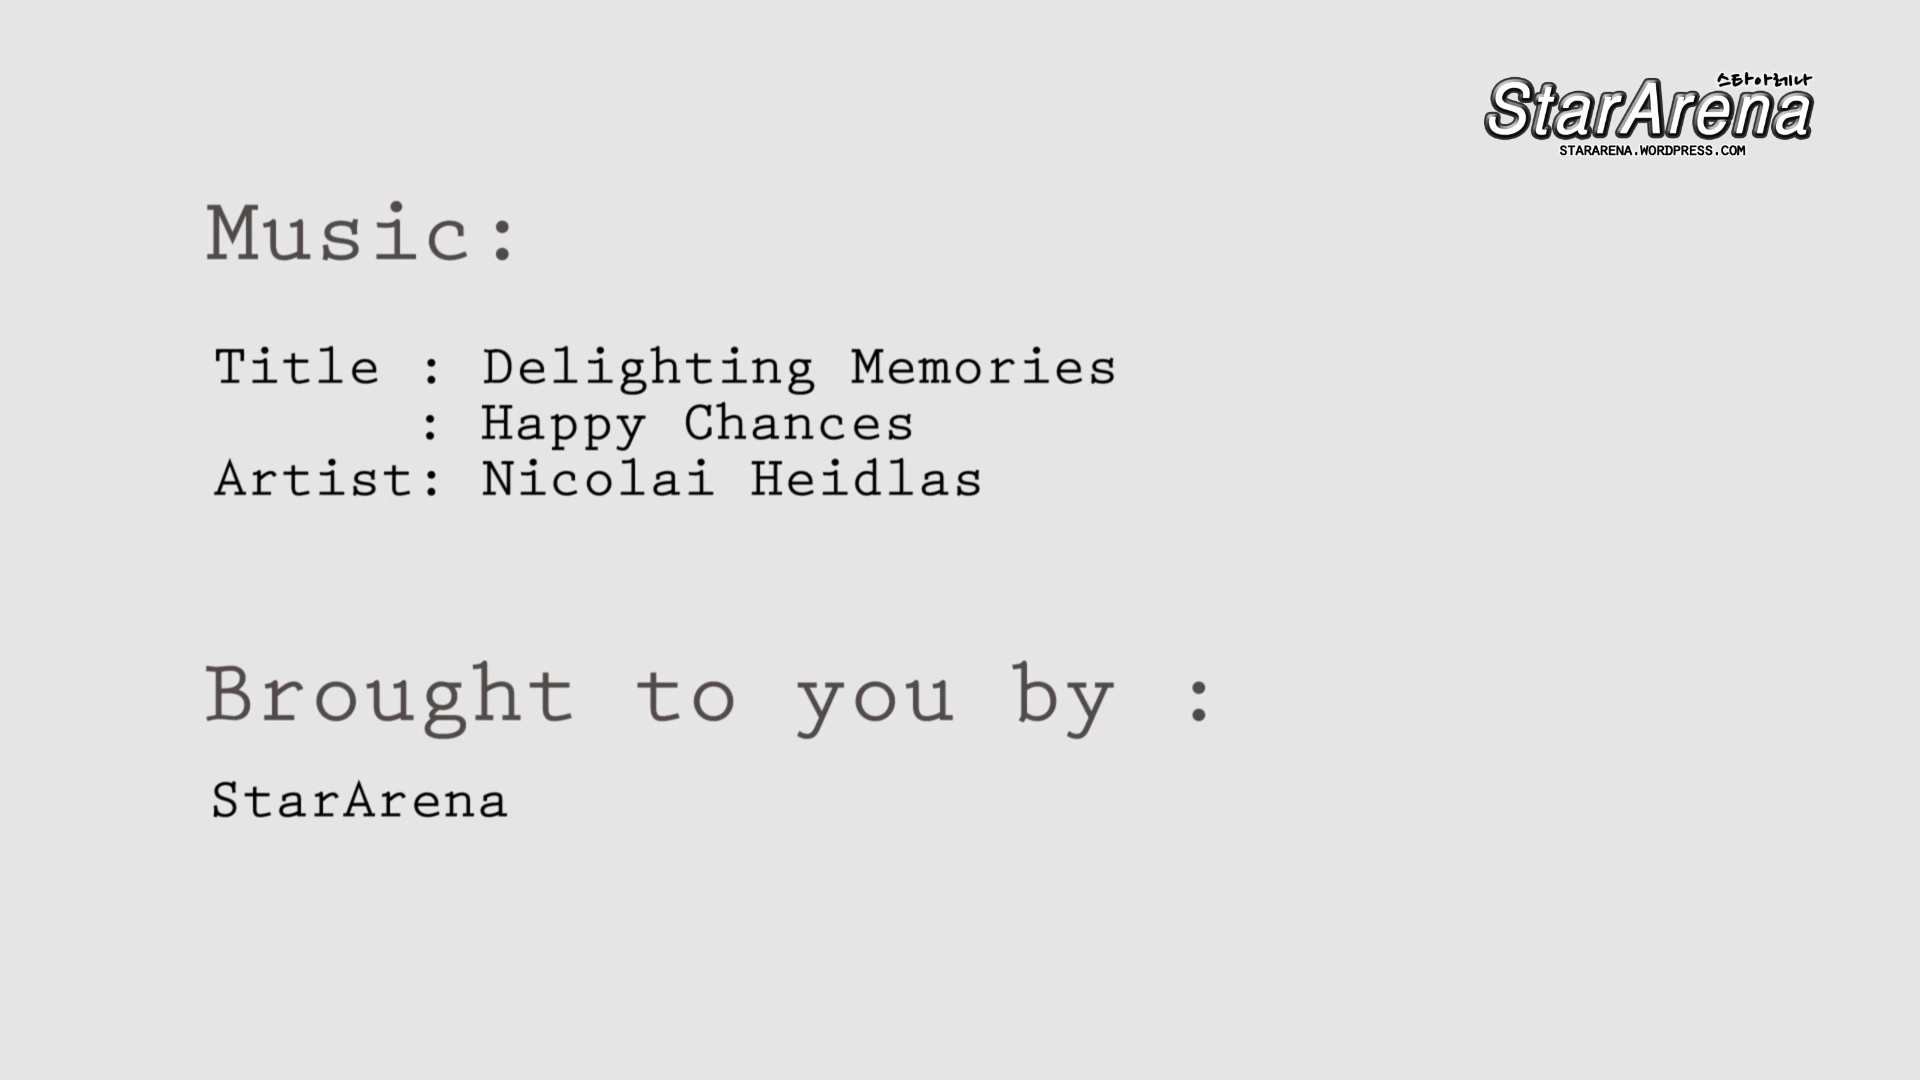 스타아레나
StarArena
STARARENA.WORDPRESS.COM
Music:
Title : Delighting Memories
: Happy Chances
Artist: Nicolai Heidlas
Brought to you by :
StarArena